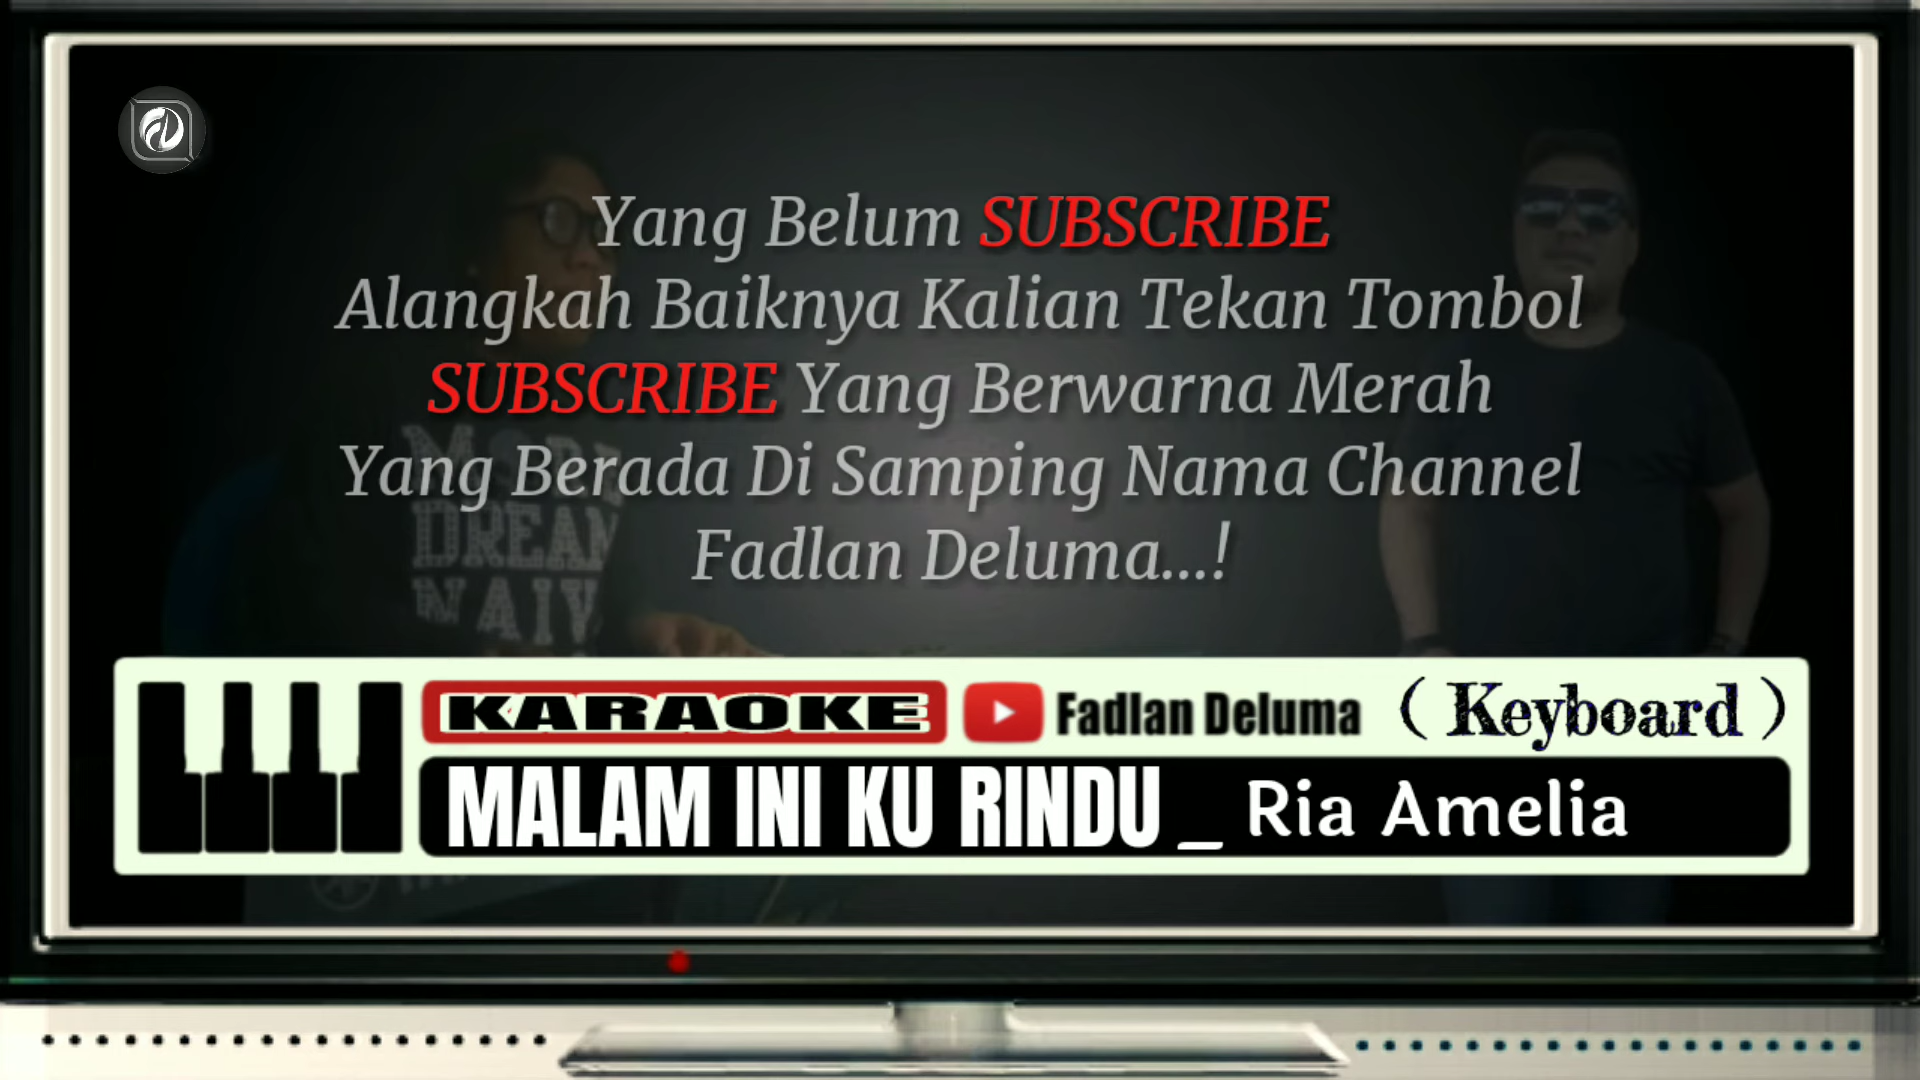 Yang Belum SUBSCRIBE
Alangkah Baiknya Kalian Tekan Tombol
SUBSCRIBE Yang Berwarna Merah
Yang Berada Di Samping Nama Channel
Fadlan Deluma...!
DREAM
KARAOKE Fadlan Deluma ( Keyboard )
MALAM INI KU RINDU _ Ria Amelia